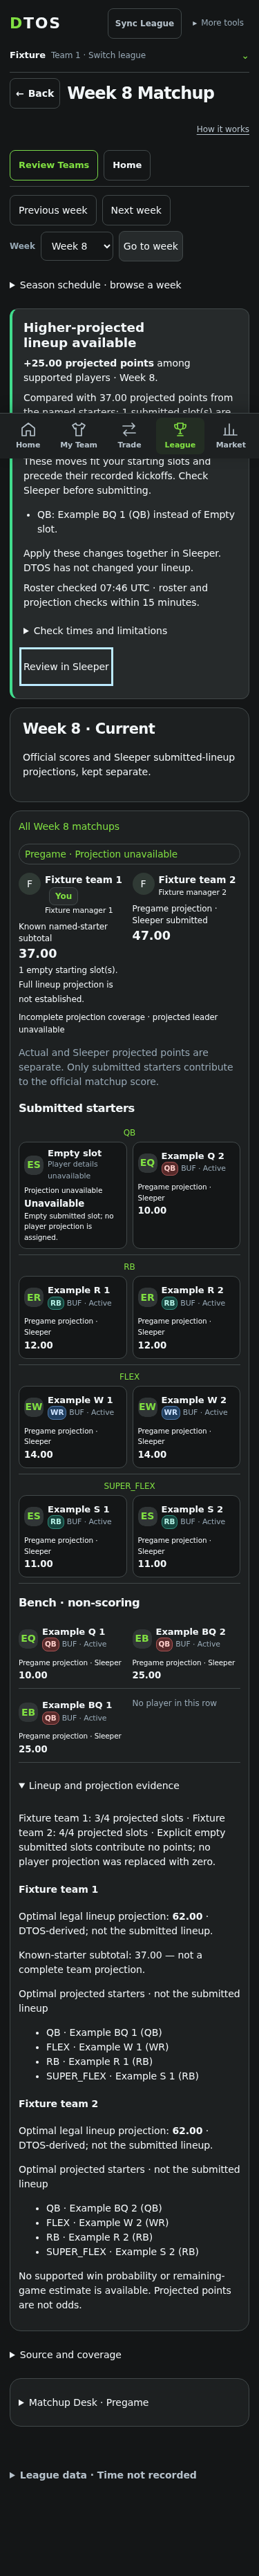 DTOS
Sync League
▸ More tools
Fixture Team 1 · Switch league
← Back
Week 8 Matchup
How it works
Review Teams
Home
Previous week
Next week
Week
Week 8
Go to week
▶ Season schedule · browse a week
Higher-projected
lineup available
+25.00 projected points among
supported players · Week 8.
Compared with 37.00 projected points from
Home
My Team
Trade
League
Market
These moves fit your starting slots and
precede their recorded kickoffs. Check
Sleeper before submitting.
• QB: Example BQ 1 (QB) instead of Empty
slot.
Apply these changes together in Sleeper.
DTOS has not changed your lineup.
Roster checked 07:46 UTC · roster and
projection checks within 15 minutes.
▶ Check times and limitations
Review in Sleeper
Week 8 · Current
Official scores and Sleeper submitted-lineup
projections, kept separate.
All Week 8 matchups
Pregame · Projection unavailable
F
Fixture team 1
You
Fixture manager 1
Known named-starter
subtotal
37.00
1 empty starting slot(s).
Full lineup projection is
not established.
F
Fixture team 2
Fixture manager 2
Pregame projection ·
Sleeper submitted
47.00
Incomplete projection coverage · projected leader
unavailable
Actual and Sleeper projected points are
separate. Only submitted starters contribute
to the official matchup score.
Submitted starters
QB
ES
Empty slot
Player details
unavailable
Projection unavailable
Unavailable
Empty submitted slot; no
player projection is
assigned.
EQ
Example Q 2
QB BUF · Active
Pregame projection ·
Sleeper
10.00
RB
ER
Example R 1
RB BUF · Active
Pregame projection ·
Sleeper
12.00
ER
Example R 2
RB BUF · Active
Pregame projection ·
Sleeper
12.00
FLEX
EW
Example W 1
WR BUF · Active
Pregame projection ·
Sleeper
14.00
EW
Example W 2
WR BUF · Active
Pregame projection ·
Sleeper
14.00
SUPER_FLEX
ES
Example S 1
RB BUF · Active
Pregame projection ·
Sleeper
11.00
ES
Example S 2
RB BUF · Active
Pregame projection ·
Sleeper
11.00
Bench · non-scoring
EQ
Example Q 1
QB BUF · Active
Pregame projection · Sleeper
10.00
EB
Example BQ 2
QB BUF · Active
Pregame projection · Sleeper
25.00
EB
Example BQ 1
QB BUF · Active
Pregame projection · Sleeper
25.00
No player in this row
▼ Lineup and projection evidence
Fixture team 1: 3/4 projected slots · Fixture
team 2: 4/4 projected slots · Explicit empty
submitted slots contribute no points; no
player projection was replaced with zero.
Fixture team 1
Optimal legal lineup projection: 62.00 ·
DTOS-derived; not the submitted lineup.
Known-starter subtotal: 37.00 — not a
complete team projection.
Optimal projected starters · not the submitted
lineup
• QB · Example BQ 1 (QB)
• FLEX · Example W 1 (WR)
• RB · Example R 1 (RB)
• SUPER_FLEX · Example S 1 (RB)
Fixture team 2
Optimal legal lineup projection: 62.00 ·
DTOS-derived; not the submitted lineup.
Optimal projected starters · not the submitted
lineup
• QB · Example BQ 2 (QB)
• FLEX · Example W 2 (WR)
• RB · Example R 2 (RB)
• SUPER_FLEX · Example S 2 (RB)
No supported win probability or remaining-
game estimate is available. Projected points
are not odds.
▶ Source and coverage
▶ Matchup Desk · Pregame
▶ League data · Time not recorded